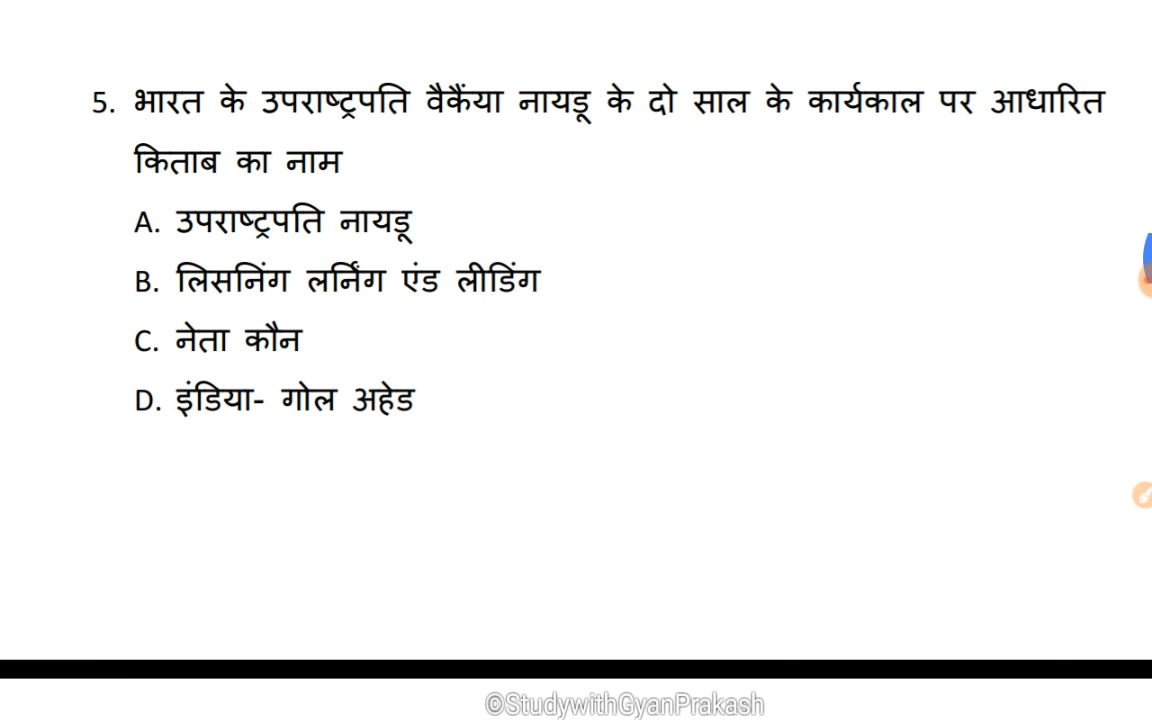 5. भारत के उपराष्ट्रपति वैकैंया नायडू के दो साल के कार्यकाल पर आधारित
किताब का नाम
A. उपराष्ट्रपति नायडू
B. लिसनिंग लर्निंग एंड लीडिंग
C. नेता कौन
D. इंडिया- गोल अहेड
©StudywithGyanPrakash